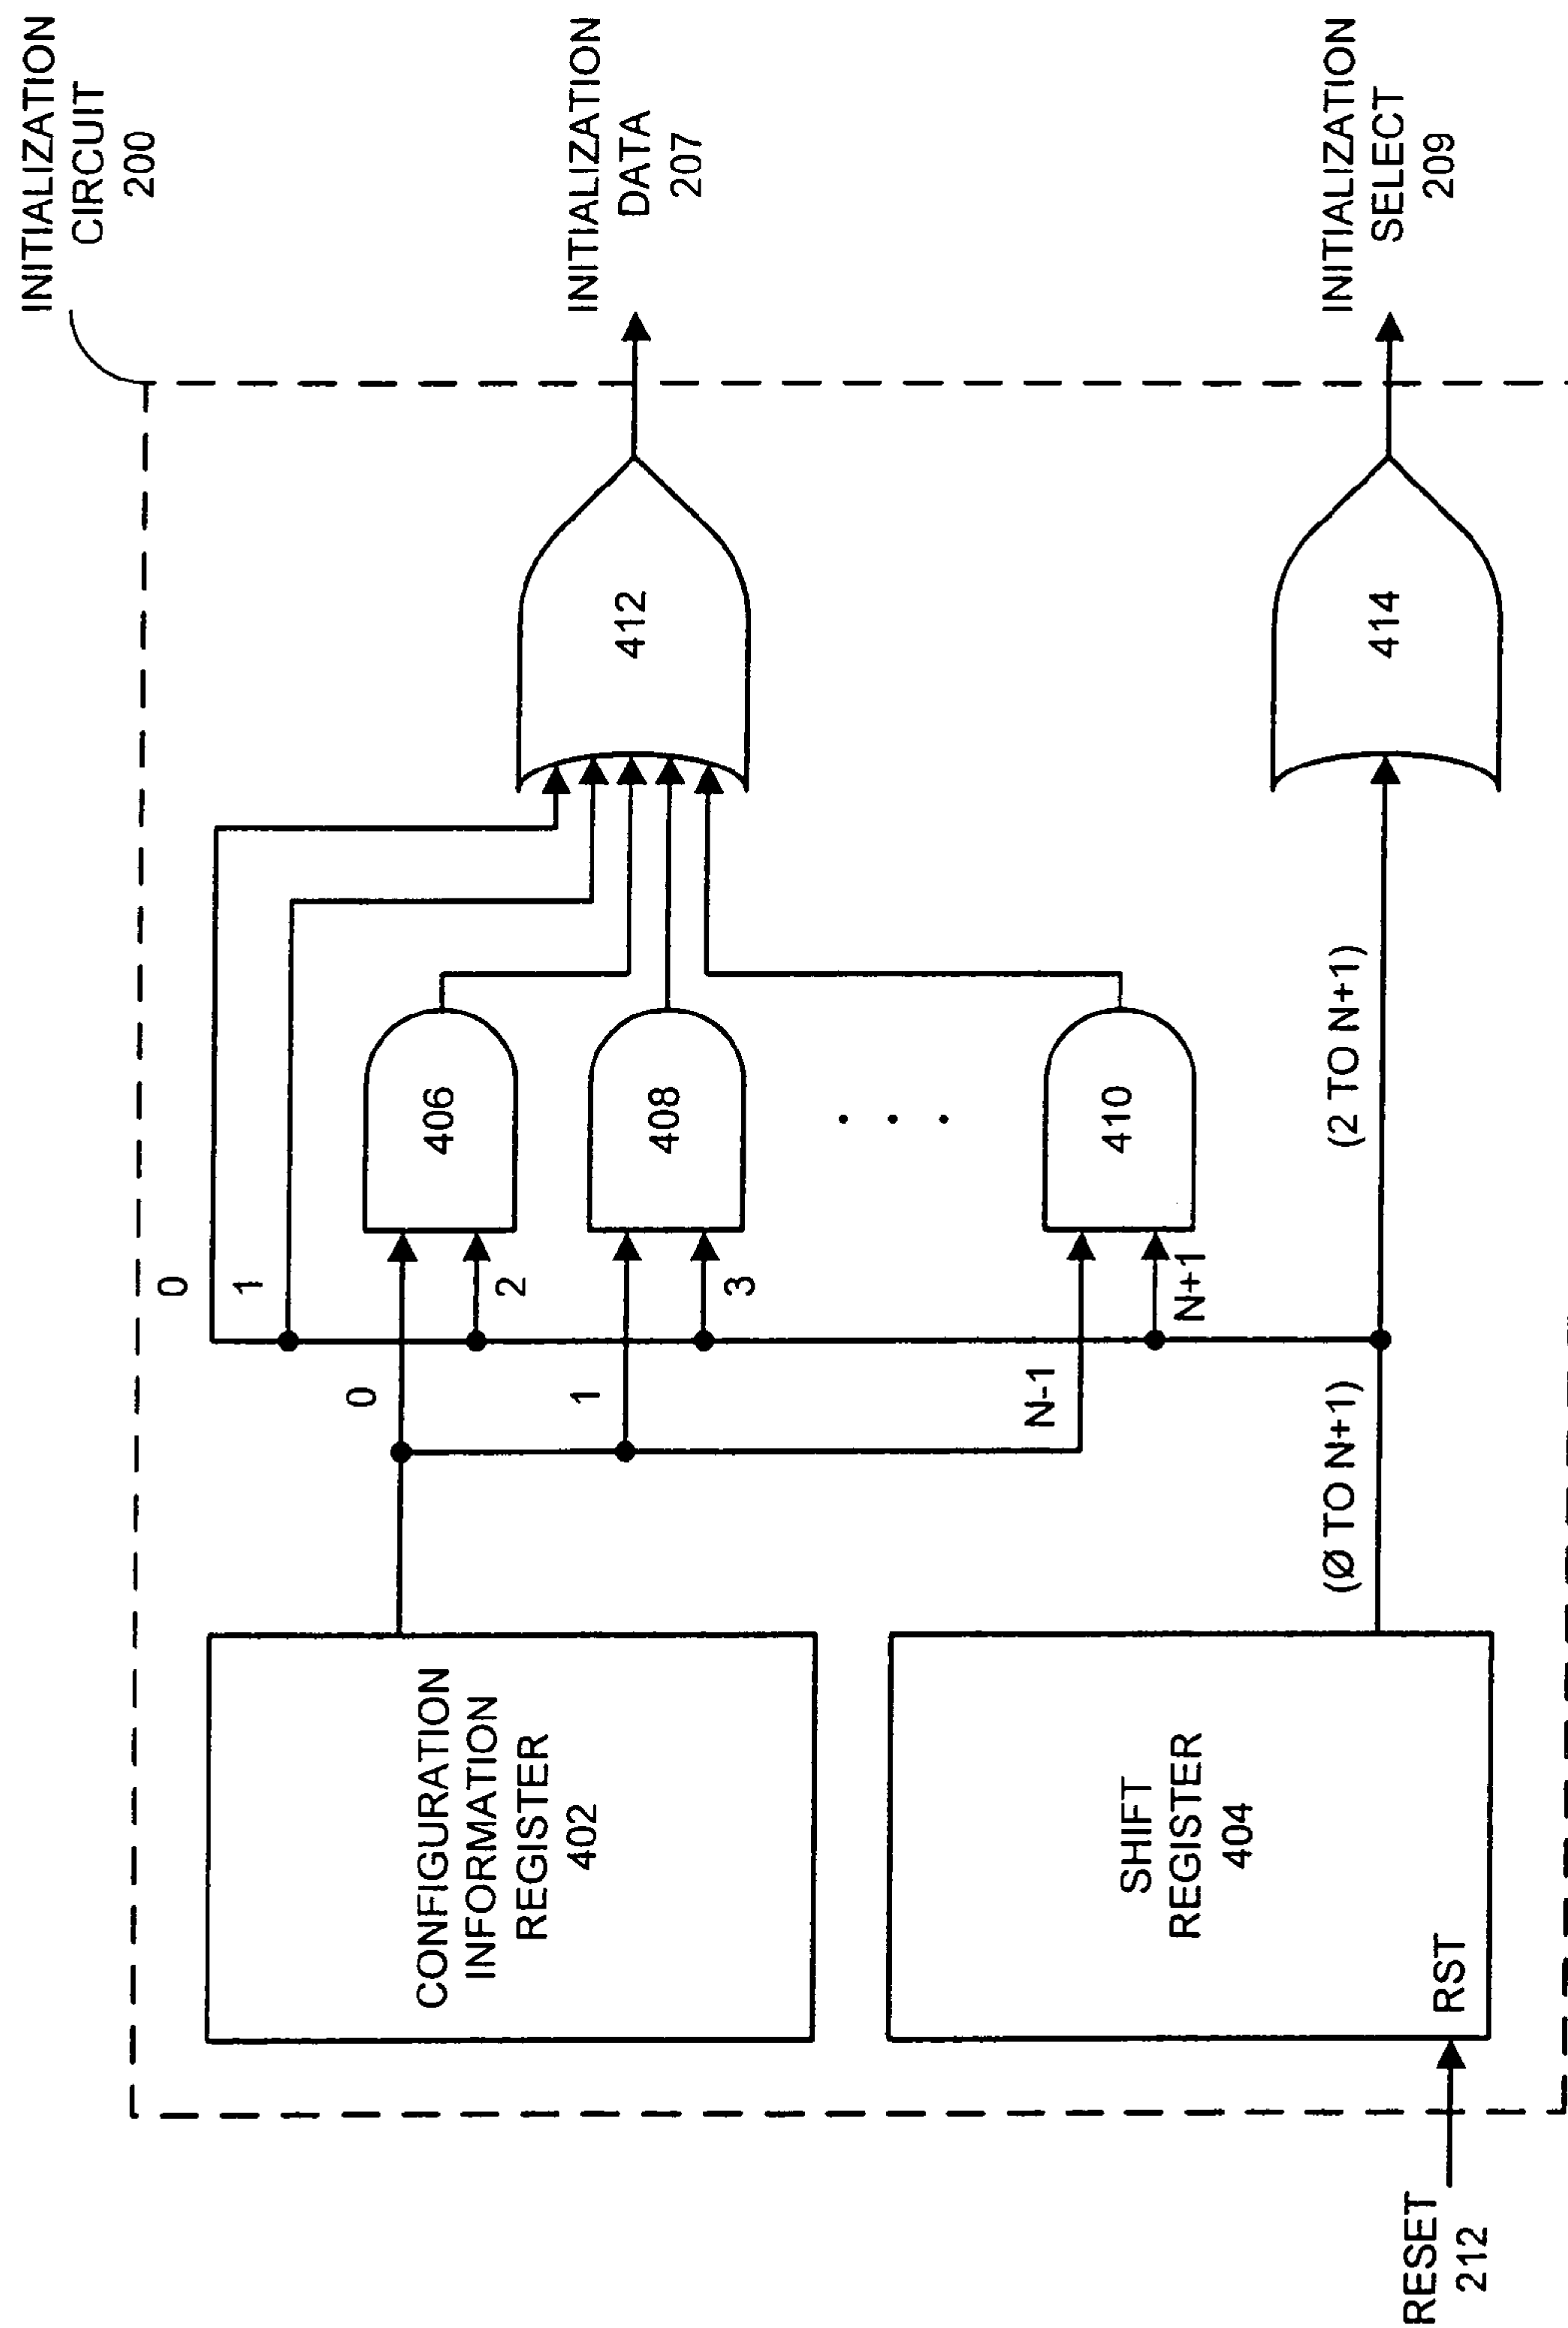 INITIALIZATION
CIRCUIT
200
INITIALIZATION
DATA
207
INITIALIZATION
SELECT
209
412
414
0
1
406
2
408
3
410
N+1
(2 TO N+1)
0
1
N-1
(Ø TO N+1)
CONFIGURATION
INFORMATION
REGISTER
402
SHIFT
REGISTER
404
RST
RESET
212